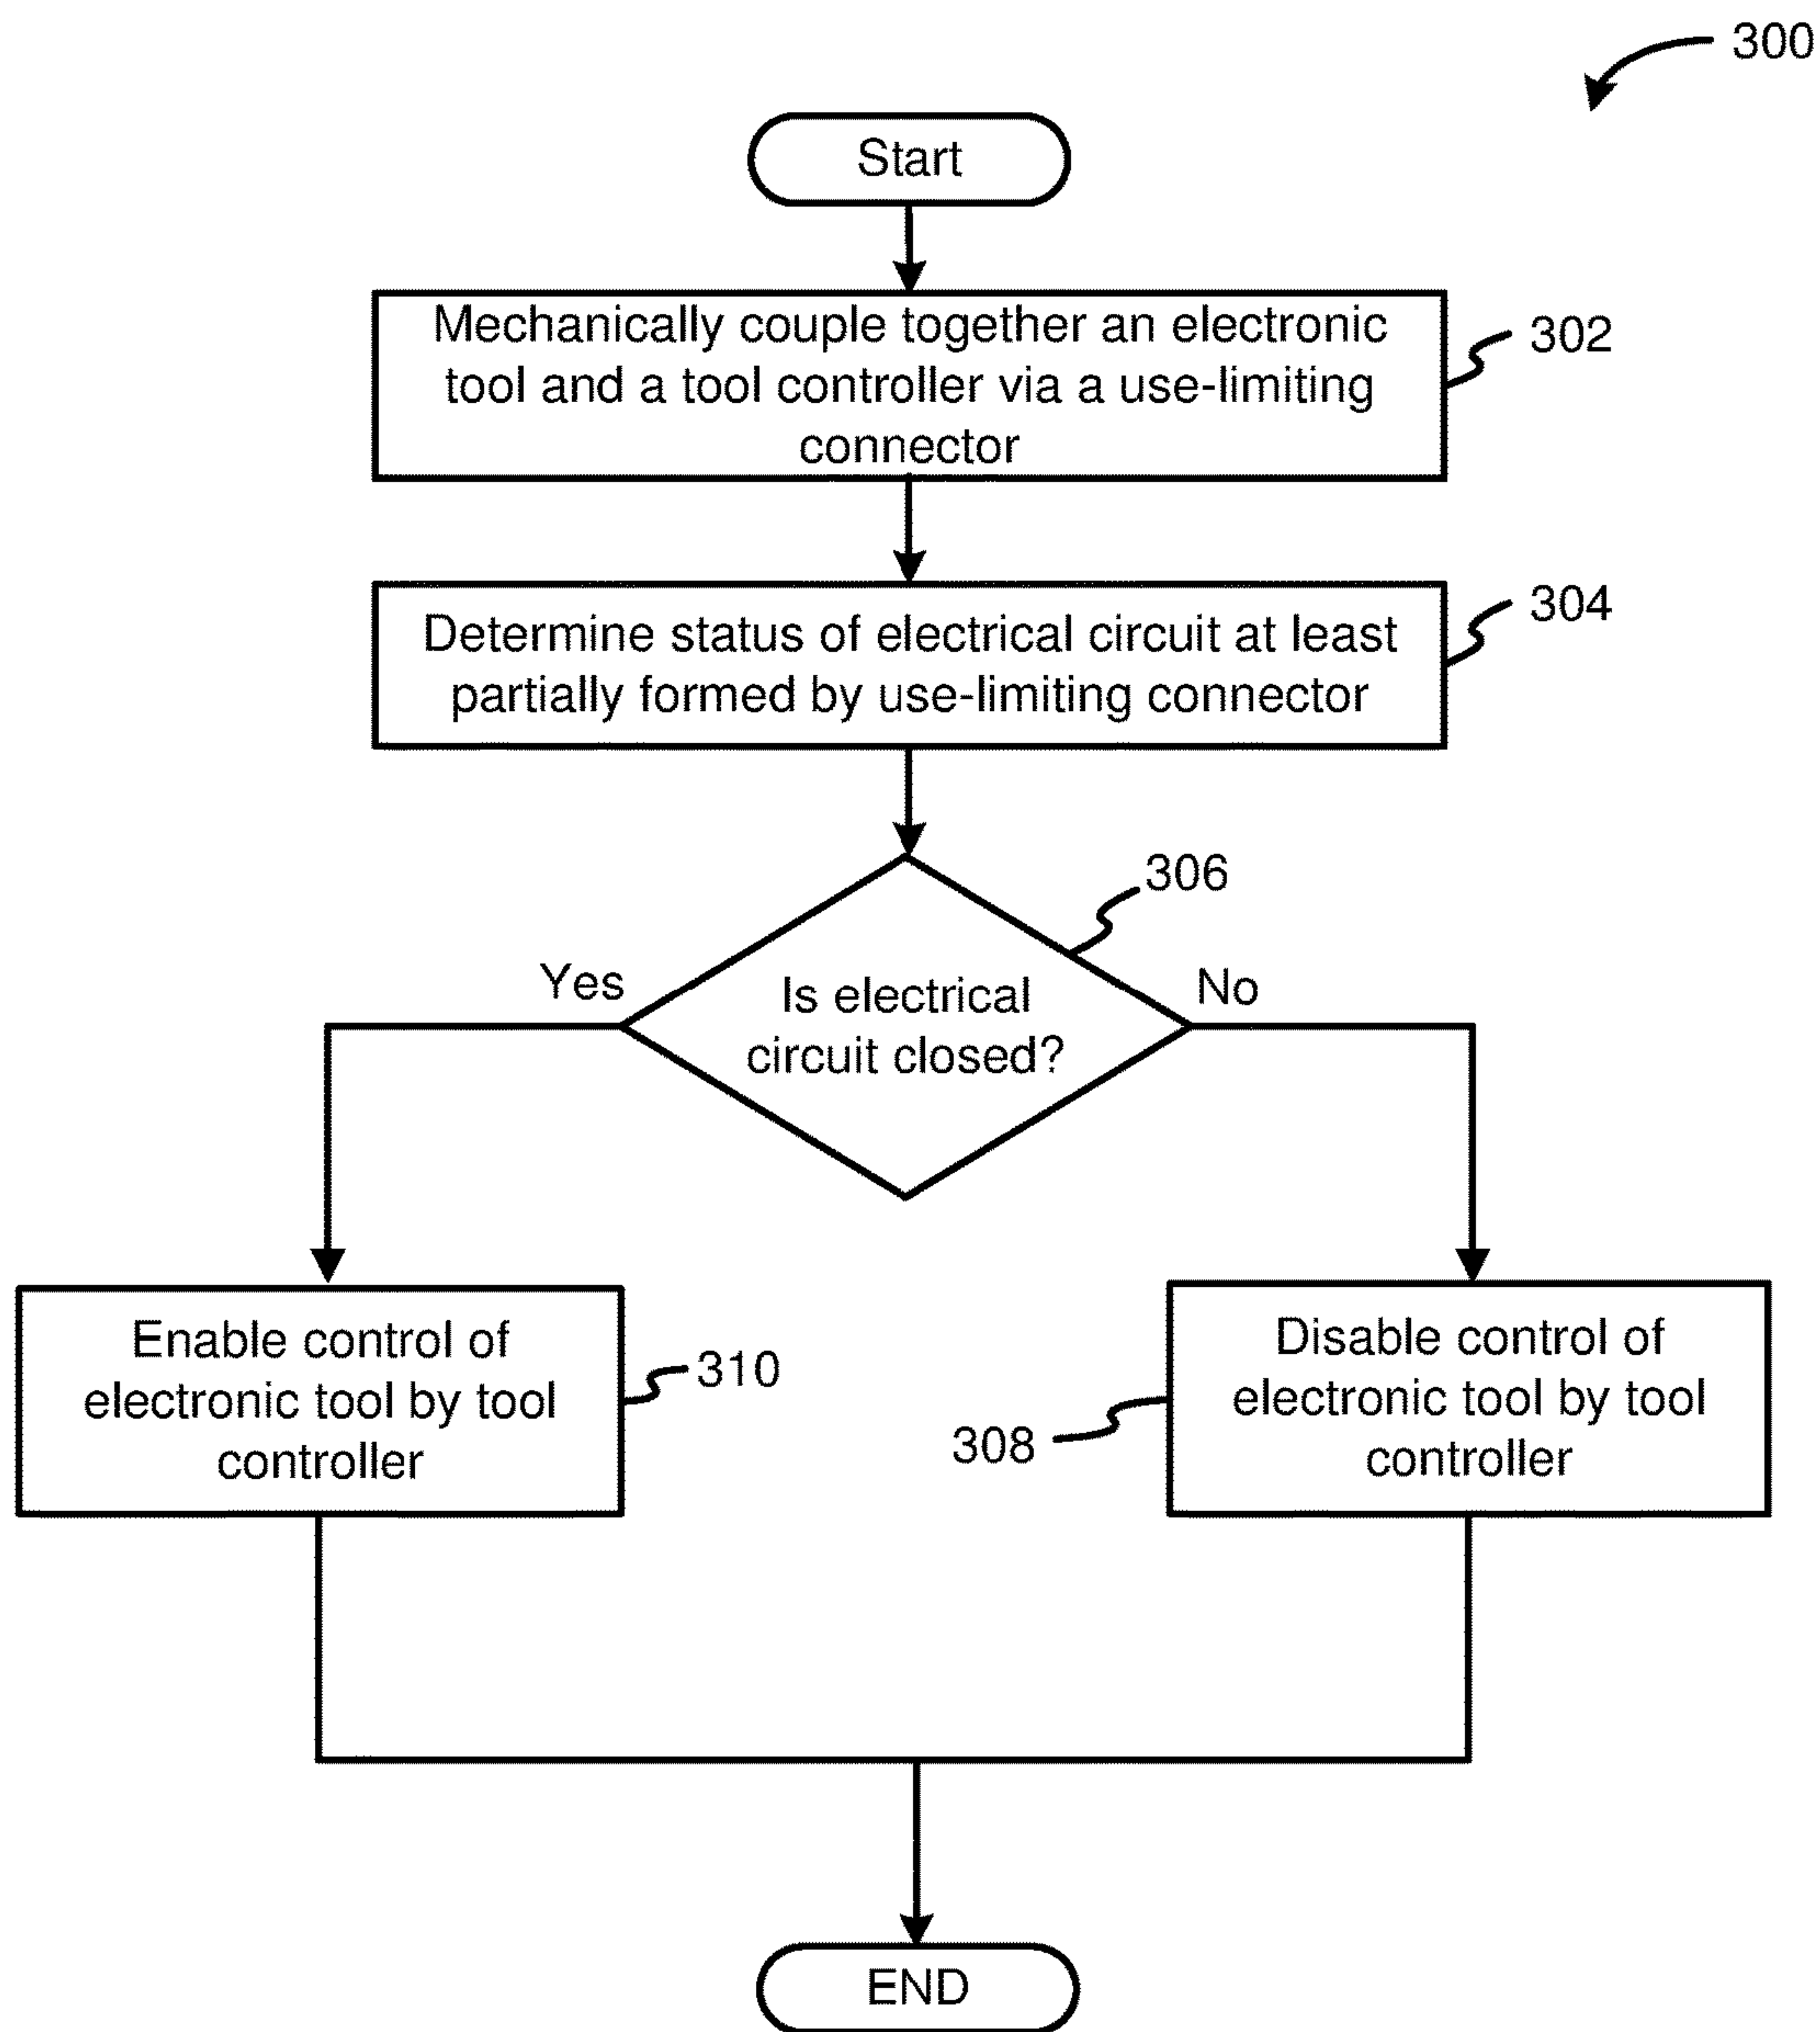 300
Start
Mechanically couple together an electronic
tool and a tool controller via a use-limiting
connector
302
Determine status of electrical circuit at least
partially formed by use-limiting connector
304
306
Yes
No
Is electrical
circuit closed?
Enable control of
electronic tool by tool
controller
310
Disable control of
electronic tool by tool
controller
308
END